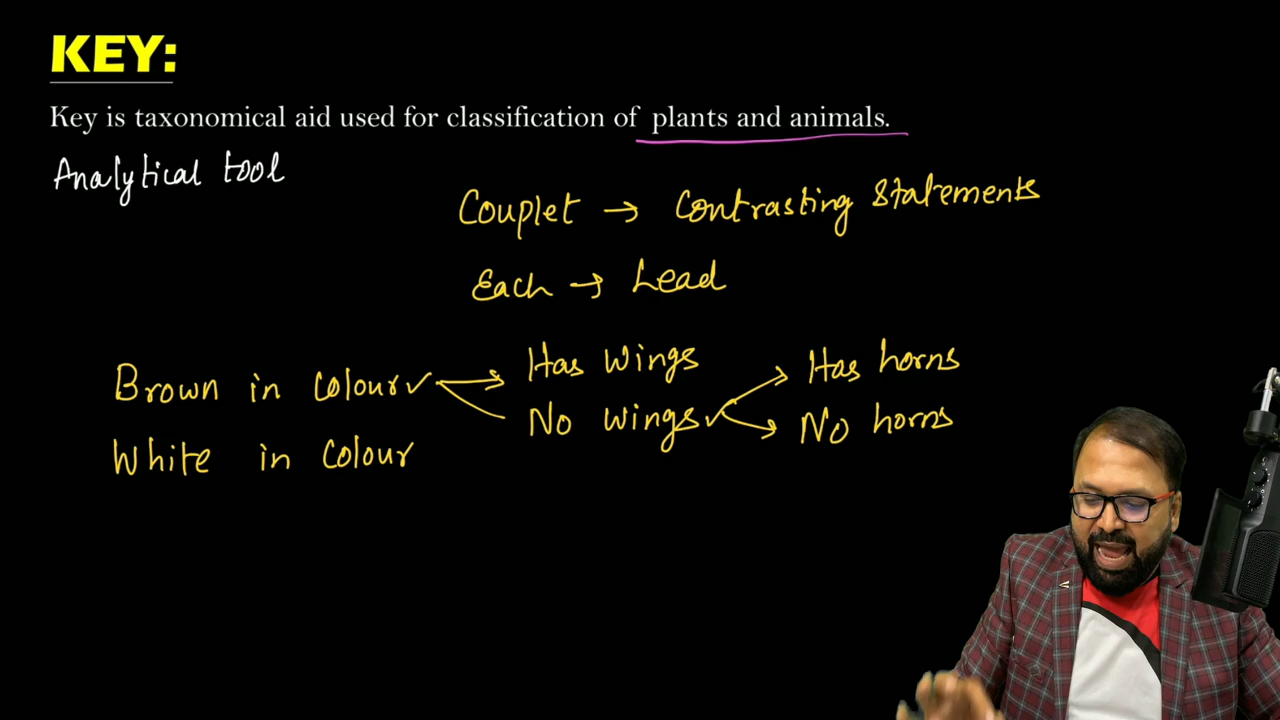 KEY:
Key is taxonomical aid used for classification of plants and animals.
Analytical tool
Couplet → Contrasting Statements
Each → Lead
Brown in colour✓
White in colour
Has wings
No wings✓
Has horns
No horns